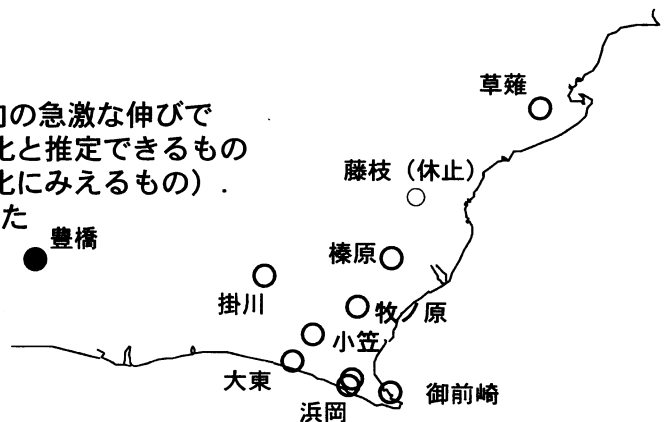 の急激な伸びで
と推定できるもの
にみえるもの）．
た
草薙
藤枝（休止）
豊橋
榛原
掛川
牧ノ原
小笠
大東
浜岡
御前崎